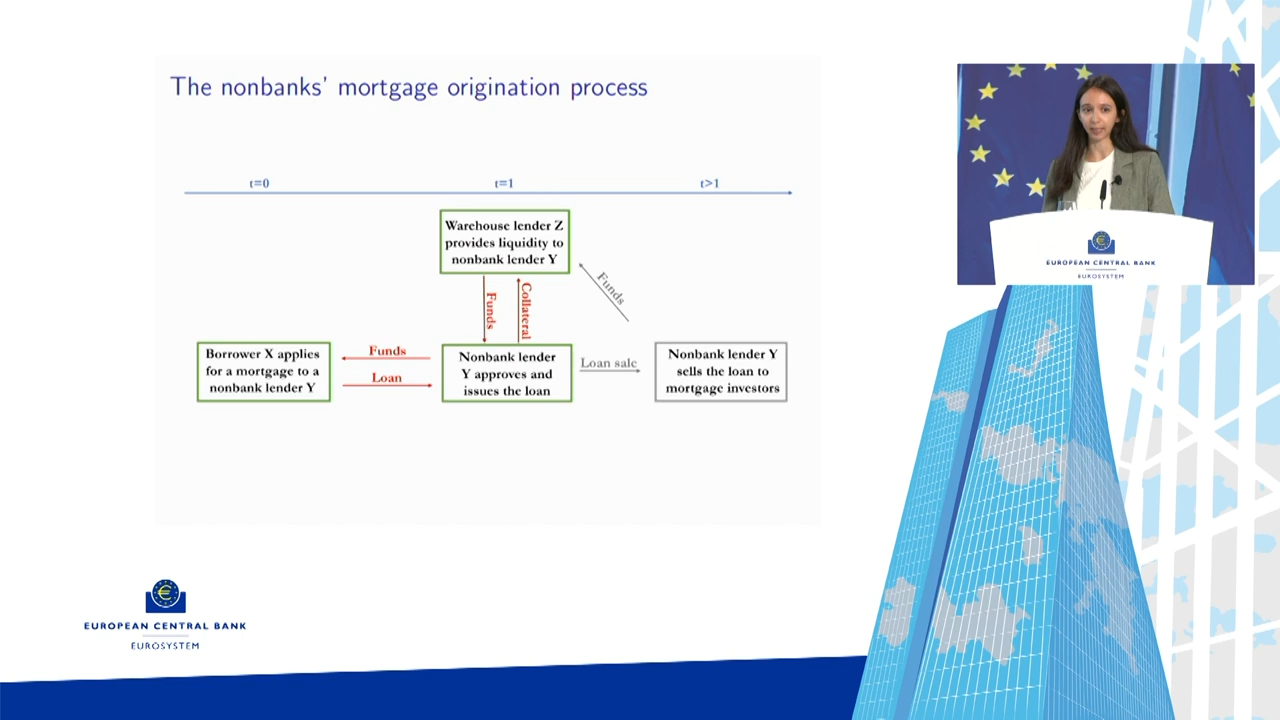 The nonbanks' mortgage origination process
t=0
t=1
t>1
Warehouse lender Z
provides liquidity to
nonbank lender Y
Funds
Collateral
Funds
Borrower X applies
for a mortgage to a
nonbank lender Y
Funds
Loan
Nonbank lender
Y approves and
issues the loan
Loan sale
Nonbank lender Y
sells the loan to
mortgage investors
EUROPEAN CENTRAL BANK
EUROSYSTEM
EUROPEAN CENTRAL BANK
EUROSYSTEM